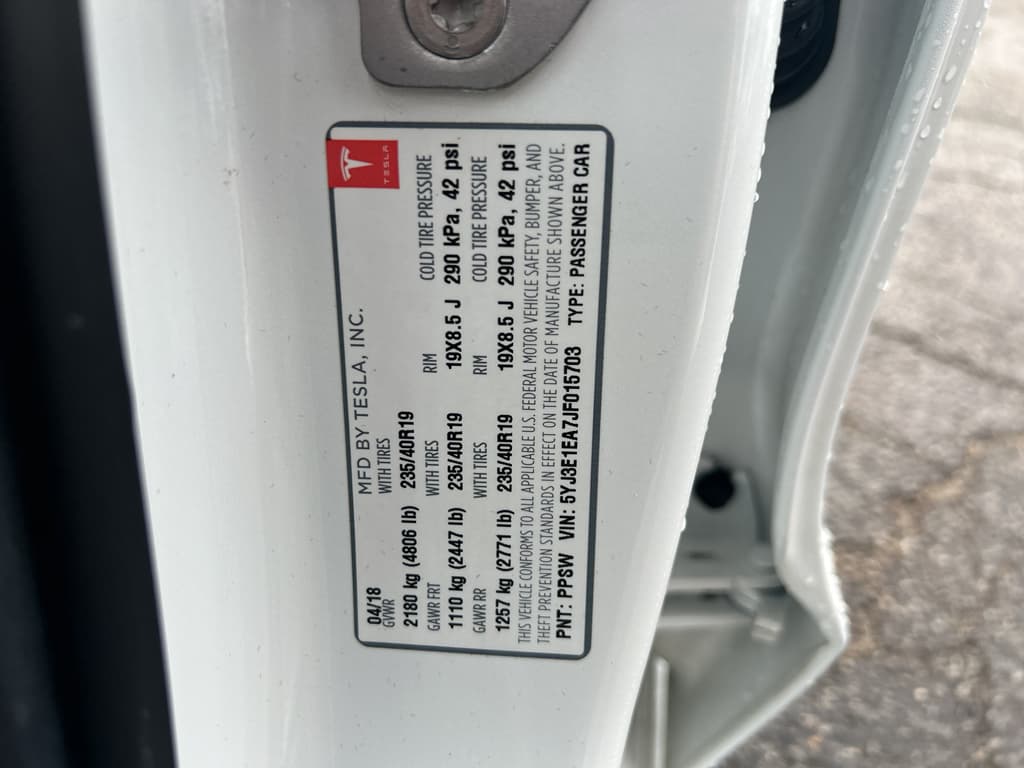 TESLA
MFD BY TESLA, INC.
04/18
GVWR WITH TIRES
2180 kg (4806 lb) 235/40R19
GAWR FRT WITH TIRES RIM COLD TIRE PRESSURE
1110 kg (2447 lb) 235/40R19 19X8.5 J 290 kPa, 42 psi
GAWR RR WITH TIRES RIM COLD TIRE PRESSURE
1257 kg (2771 lb) 235/40R19 19X8.5 J 290 kPa, 42 psi
THIS VEHICLE CONFORMS TO ALL APPLICABLE U.S. FEDERAL MOTOR VEHICLE SAFETY, BUMPER, AND
THEFT PREVENTION STANDARDS IN EFFECT ON THE DATE OF MANUFACTURE SHOWN ABOVE.
PNT: PPSW VIN: 5YJ3E1EA7JF015703 TYPE: PASSENGER CAR